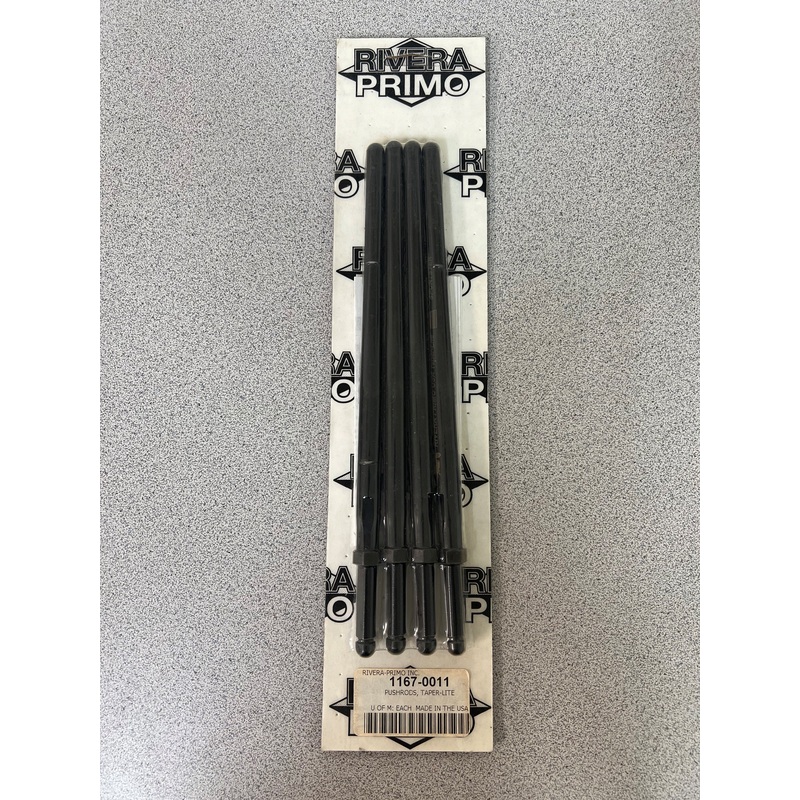 RIVERA
PRIMO
RIVERA-PRIMO INC.
1167-0011
PUSHRODS, TAPER-LITE
U OF M: EACH MADE IN THE USA